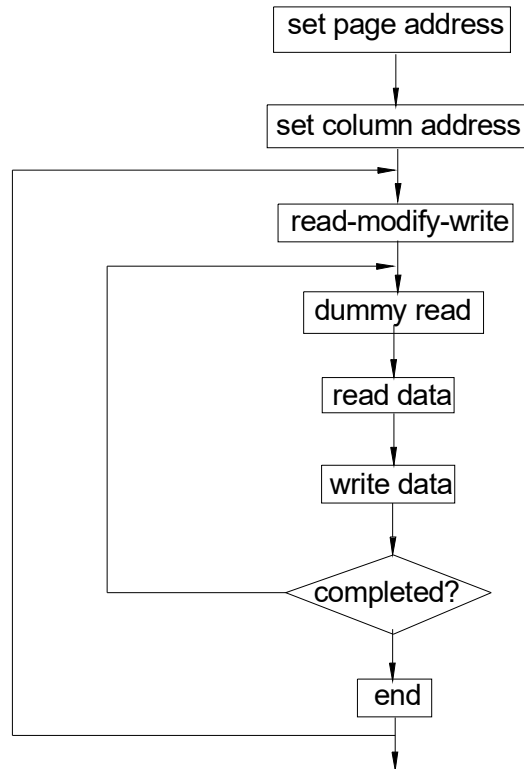 set page address
set column address
read-modify-write
dummy read
read data
write data
completed?
end